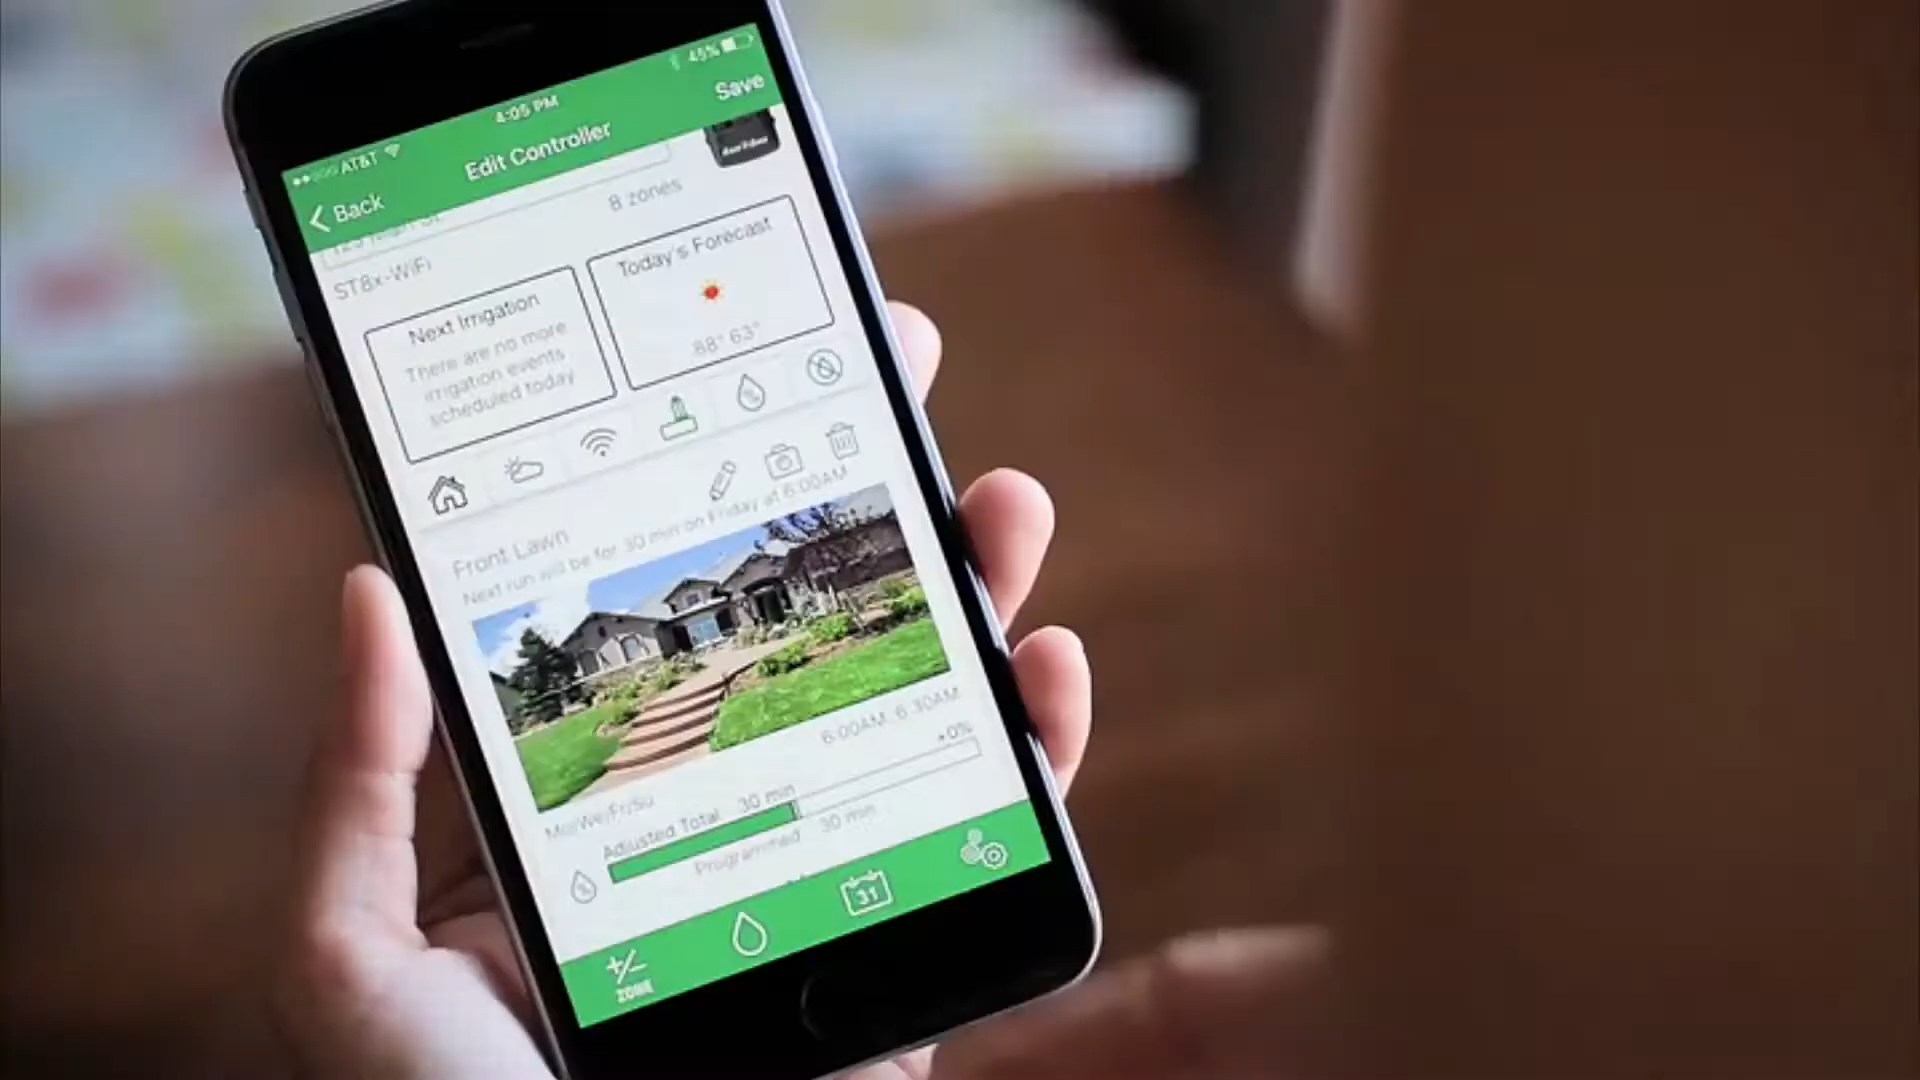 AT&T
4:05 PM
45%
Back
Edit Controller
Save
8 zones
ST8x-WiFi
Next Irrigation
There are no more
irrigation events
scheduled today
Today's Forecast
88° 63°
Front Lawn
Next run will be for 30 min on Friday at 6:00AM
6:00AM, 6:30AM
Mo/We/Fr/Su
+0%
Adjusted Total 30 min
Programmed 30 min
+/-
ZONE
31